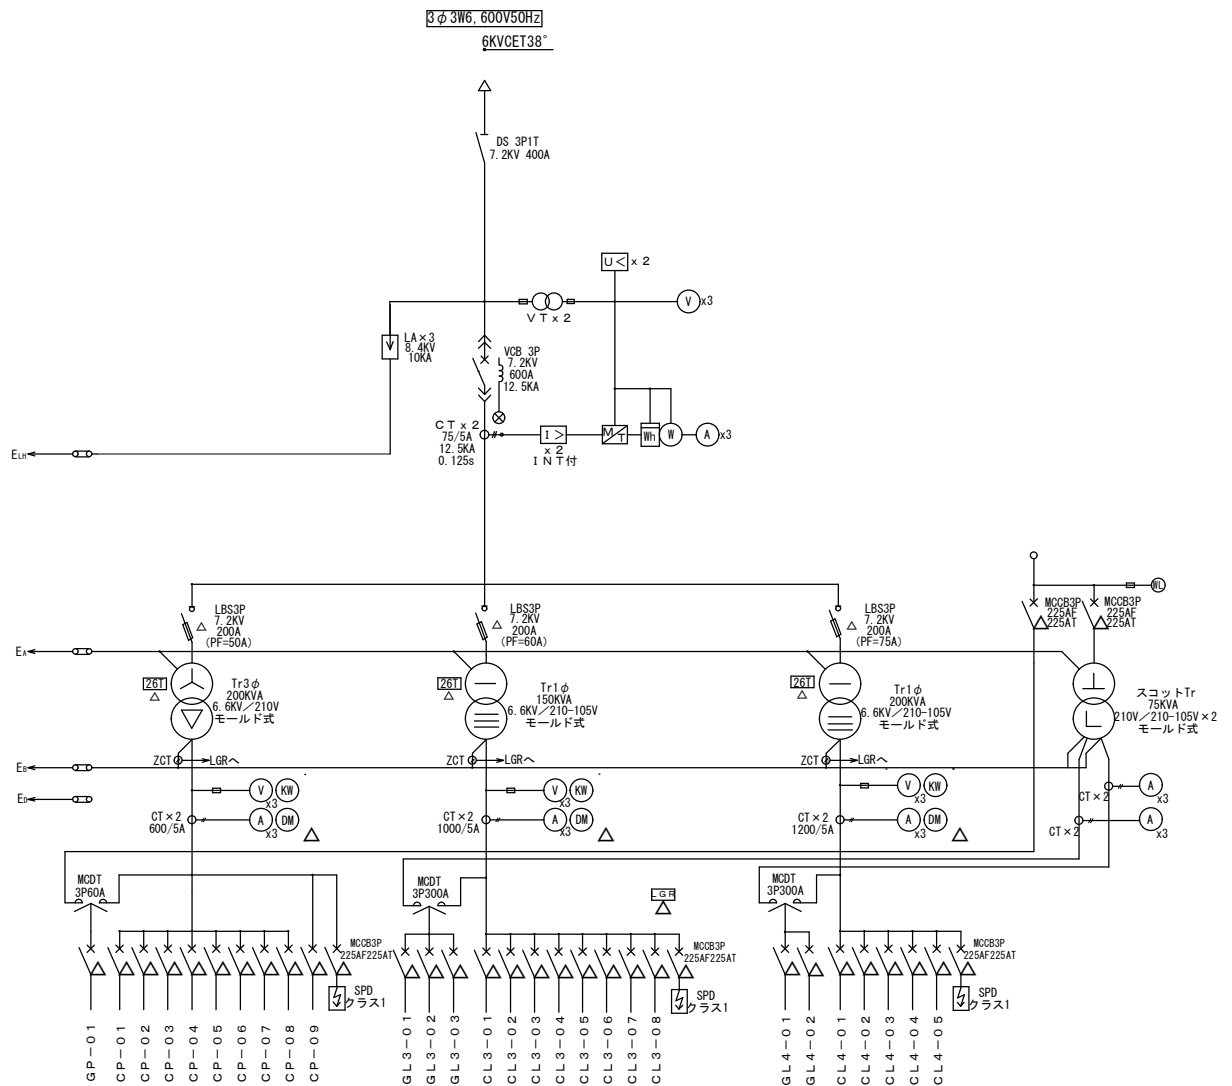 3φ3W6,600V50Hz
6KVCET38°
DS 3P1T
7.2KV 400A
U< x 2
VTx2
V x3
LA×3
8.4KV
10KA
VCB 3P
7.2KV
600A
12.5KA
CTx2
75/5A
12.5KA
0.125s
I >
x 2
INT付
M
T
Wh
W
A x3
ELH
LBS3P
7.2KV
200A
(PF=50A)
LBS3P
7.2KV
200A
(PF=60A)
LBS3P
7.2KV
200A
(PF=75A)
MCCB3P
225AF
225AT
MCCB3P
225AF
225AT
WL
EA
26T
Tr3φ
200KVA
6.6KV/210V
モールド式
26T
Tr1φ
150KVA
6.6KV/210-105V
モールド式
26T
Tr1φ
200KVA
6.6KV/210-105V
モールド式
スコットTr
75KVA
210V/210-105V×2
モールド式
EB
ZCT
LGRへ
ZCT
LGRへ
ZCT
LGRへ
ED
V
x3
KW
V
x3
KW
V
x3
KW
CT×2
A
x3
CT×2
600/5A
A
x3
DM
CT×2
1000/5A
A
x3
DM
CT×2
1200/5A
A
x3
DM
CT×2
A
x3
MCDT
3P60A
MCDT
3P300A
LGR
MCDT
3P300A
MCCB3P
225AF225AT
MCCB3P
225AF225AT
MCCB3P
225AF225AT
SPD
クラス1
SPD
クラス1
SPD
クラス1
GP-01
CP-01
CP-02
CP-03
CP-04
CP-05
CP-06
CP-07
CP-08
CP-09
GL3-01
GL3-02
GL3-03
CL3-01
CL3-02
CL3-03
CL3-04
CL3-05
CL3-06
CL3-07
CL3-08
GL4-01
GL4-02
CL4-01
CL4-02
CL4-03
CL4-04
CL4-05